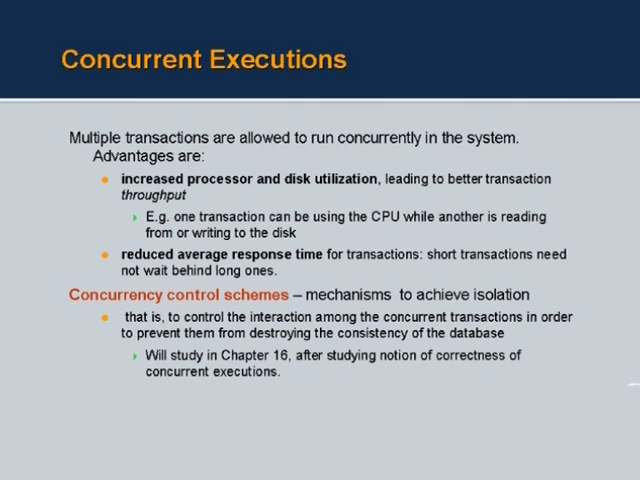 Concurrent Executions
Multiple transactions are allowed to run concurrently in the system.
Advantages are:
increased processor and disk utilization, leading to better transaction
throughput
E.g. one transaction can be using the CPU while another is reading
from or writing to the disk
reduced average response time for transactions: short transactions need
not wait behind long ones.
Concurrency control schemes – mechanisms to achieve isolation
that is, to control the interaction among the concurrent transactions in order
to prevent them from destroying the consistency of the database
Will study in Chapter 16, after studying notion of correctness of
concurrent executions.